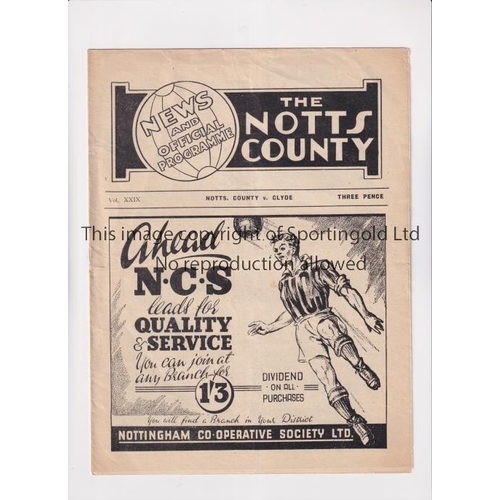 NEWS
AND
OFFICIAL
PROGRAMME
THE
NOTTS
COUNTY
Vol. XXIX
NOTTS. COUNTY v. CLYDE
THREE PENCE
This image copyright of Sportingold Ltd
No reproduction allowed
Ahead
N·C·S
leads for
QUALITY
& SERVICE
You can join at
any Branch for
1'3
DIVIDEND
- ON ALL -
PURCHASES
NCS
You will find a Branch in Your District
NOTTINGHAM CO-OPERATIVE SOCIETY LTD.